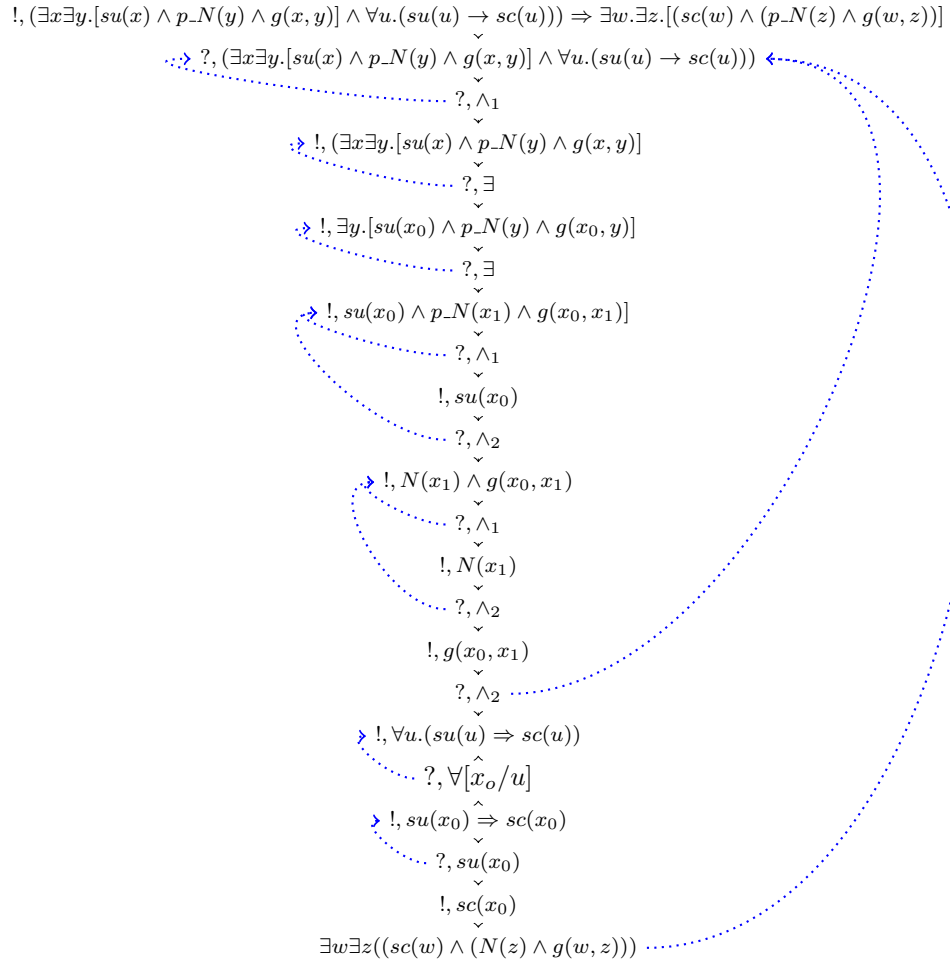 !, (∃x∃y.[su(x) ∧ p_N(y) ∧ g(x, y)] ∧ ∀u.(su(u) → sc(u))) ⇒ ∃w.∃z.[(sc(w) ∧ (p_N(z) ∧ g(w, z))]
?, (∃x∃y.[su(x) ∧ p_N(y) ∧ g(x, y)] ∧ ∀u.(su(u) → sc(u)))
?, ∧₁
!, (∃x∃y.[su(x) ∧ p_N(y) ∧ g(x, y)]
?, ∃
!, ∃y.[su(x₀) ∧ p_N(y) ∧ g(x₀, y)]
?, ∃
!, su(x₀) ∧ p_N(x₁) ∧ g(x₀, x₁)]
?, ∧₁
!, su(x₀)
?, ∧₂
!, N(x₁) ∧ g(x₀, x₁)
?, ∧₁
!, N(x₁)
?, ∧₂
!, g(x₀, x₁)
?, ∧₂
!, ∀u.(su(u) ⇒ sc(u))
?, ∀[xₒ/u]
!, su(x₀) ⇒ sc(x₀)
?, su(x₀)
!, sc(x₀)
∃w∃z((sc(w) ∧ (N(z) ∧ g(w, z)))